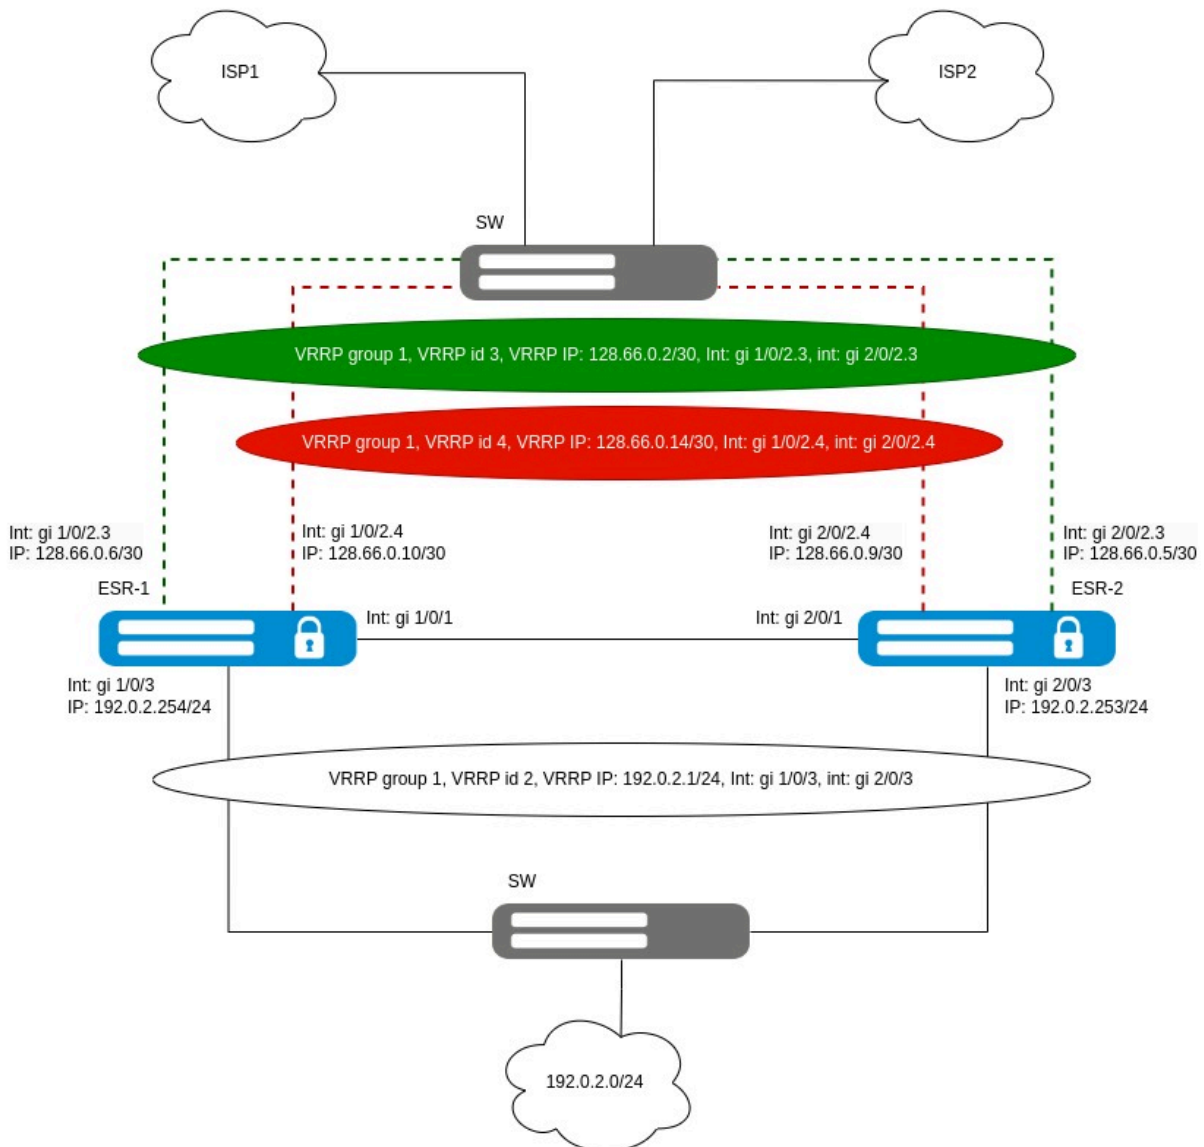 ISP1
ISP2
SW
VRRP group 1, VRRP id 3, VRRP IP: 128.66.0.2/30, Int: gi 1/0/2.3, int: gi 2/0/2.3
VRRP group 1, VRRP id 4, VRRP IP: 128.66.0.14/30, Int: gi 1/0/2.4, int: gi 2/0/2.4
Int: gi 1/0/2.3
IP: 128.66.0.6/30
Int: gi 1/0/2.4
IP: 128.66.0.10/30
Int: gi 2/0/2.4
IP: 128.66.0.9/30
Int: gi 2/0/2.3
IP: 128.66.0.5/30
ESR-1
ESR-2
Int: gi 1/0/1
Int: gi 2/0/1
Int: gi 1/0/3
IP: 192.0.2.254/24
Int: gi 2/0/3
IP: 192.0.2.253/24
VRRP group 1, VRRP id 2, VRRP IP: 192.0.2.1/24, Int: gi 1/0/3, int: gi 2/0/3
SW
192.0.2.0/24